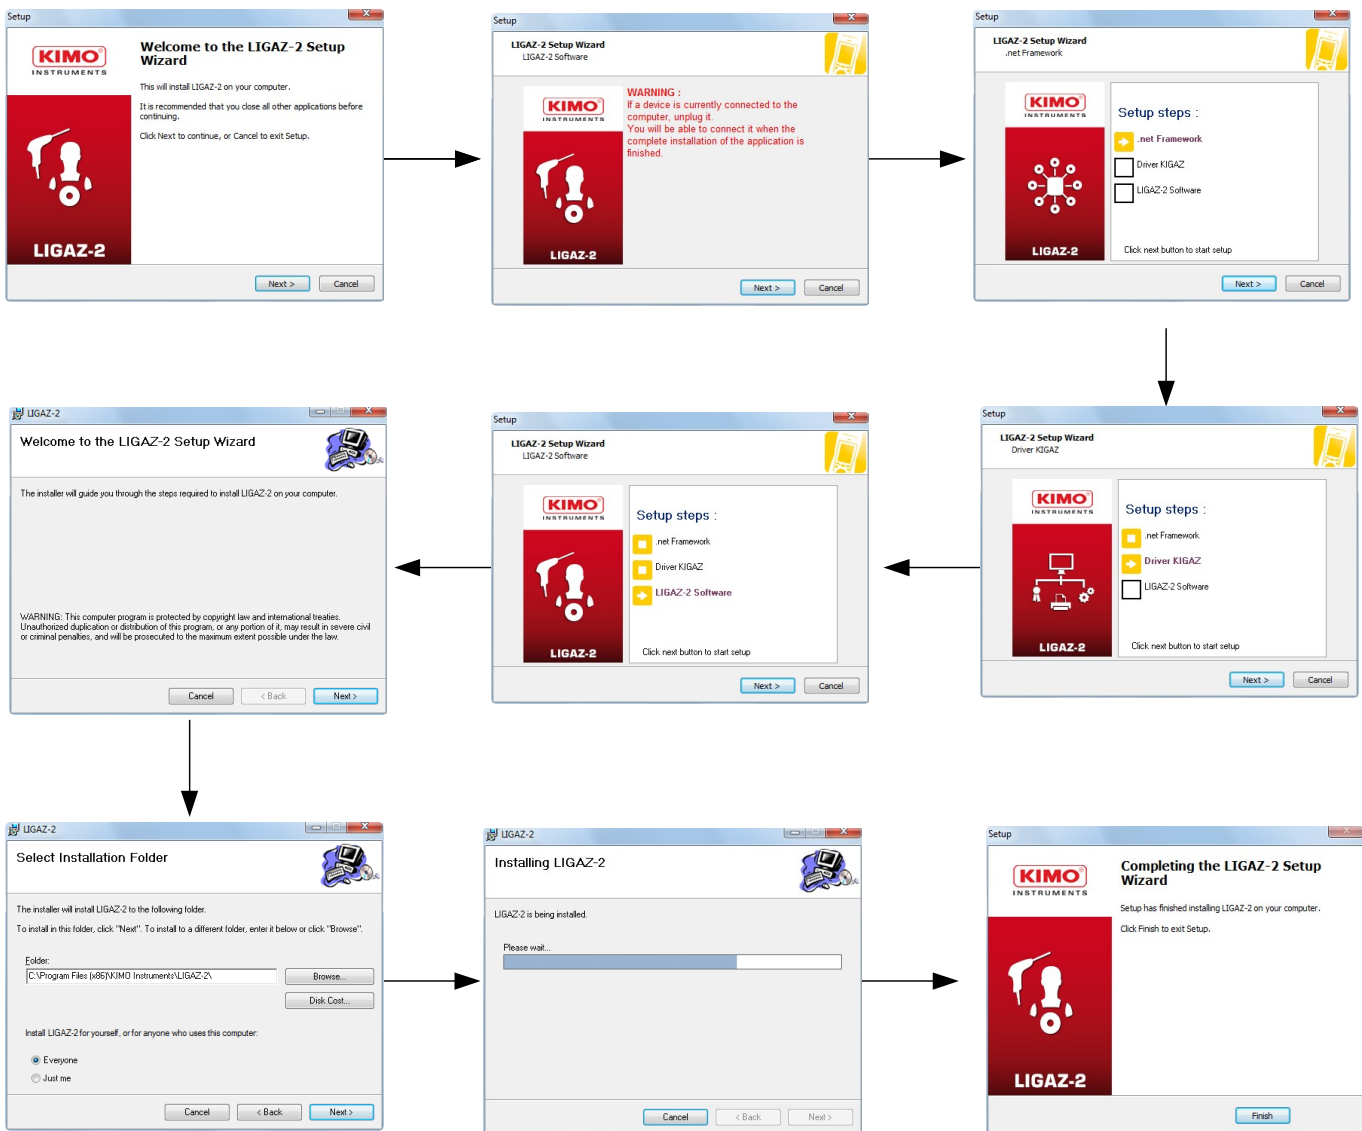 Setup
KIMO
INSTRUMENTS
Welcome to the LIGAZ-2 Setup
Wizard
This will install LIGAZ-2 on your computer.
It is recommended that you close all other applications before
continuing.
Click Next to continue, or Cancel to exit Setup.
LIGAZ-2
Next >
Cancel
Setup
LIGAZ-2 Setup Wizard
LIGAZ-2 Software
KIMO
INSTRUMENTS
WARNING :
If a device is currently connected to the
computer, unplug it.
You will be able to connect it when the
complete installation of the application is
finished.
LIGAZ-2
Next >
Cancel
Setup
LIGAZ-2 Setup Wizard
.net Framework
KIMO
INSTRUMENTS
Setup steps :
.net Framework
Driver KIGAZ
LIGAZ-2 Software
Click next button to start setup
LIGAZ-2
Next >
Cancel
Setup
LIGAZ-2 Setup Wizard
Driver KIGAZ
KIMO
INSTRUMENTS
Setup steps :
.net Framework
Driver KIGAZ
LIGAZ-2 Software
Click next button to start setup
LIGAZ-2
Next >
Cancel
Setup
LIGAZ-2 Setup Wizard
LIGAZ-2 Software
KIMO
INSTRUMENTS
Setup steps :
.net Framework
Driver KIGAZ
LIGAZ-2 Software
Click next button to start setup
LIGAZ-2
Next >
Cancel
LIGAZ-2
Welcome to the LIGAZ-2 Setup Wizard
The installer will guide you through the steps required to install LIGAZ-2 on your computer.
WARNING: This computer program is protected by copyright law and international treaties.
Unauthorized duplication or distribution of this program, or any portion of it, may result in severe civil
or criminal penalties, and will be prosecuted to the maximum extent possible under the law.
Cancel
< Back
Next >
LIGAZ-2
Select Installation Folder
The installer will install LIGAZ-2 to the following folder.
To install in this folder, click "Next". To install to a different folder, enter it below or click "Browse".
Folder:
C:\Program Files (x86)\KIMO Instruments\LIGAZ-2\
Browse...
Disk Cost...
Install LIGAZ-2 for yourself, or for anyone who uses this computer:
Everyone
Just me
Cancel
< Back
Next >
LIGAZ-2
Installing LIGAZ-2
LIGAZ-2 is being installed.
Please wait...
Cancel
< Back
Next >
Setup
KIMO
INSTRUMENTS
Completing the LIGAZ-2 Setup
Wizard
Setup has finished installing LIGAZ-2 on your computer.
Click Finish to exit Setup.
LIGAZ-2
Finish